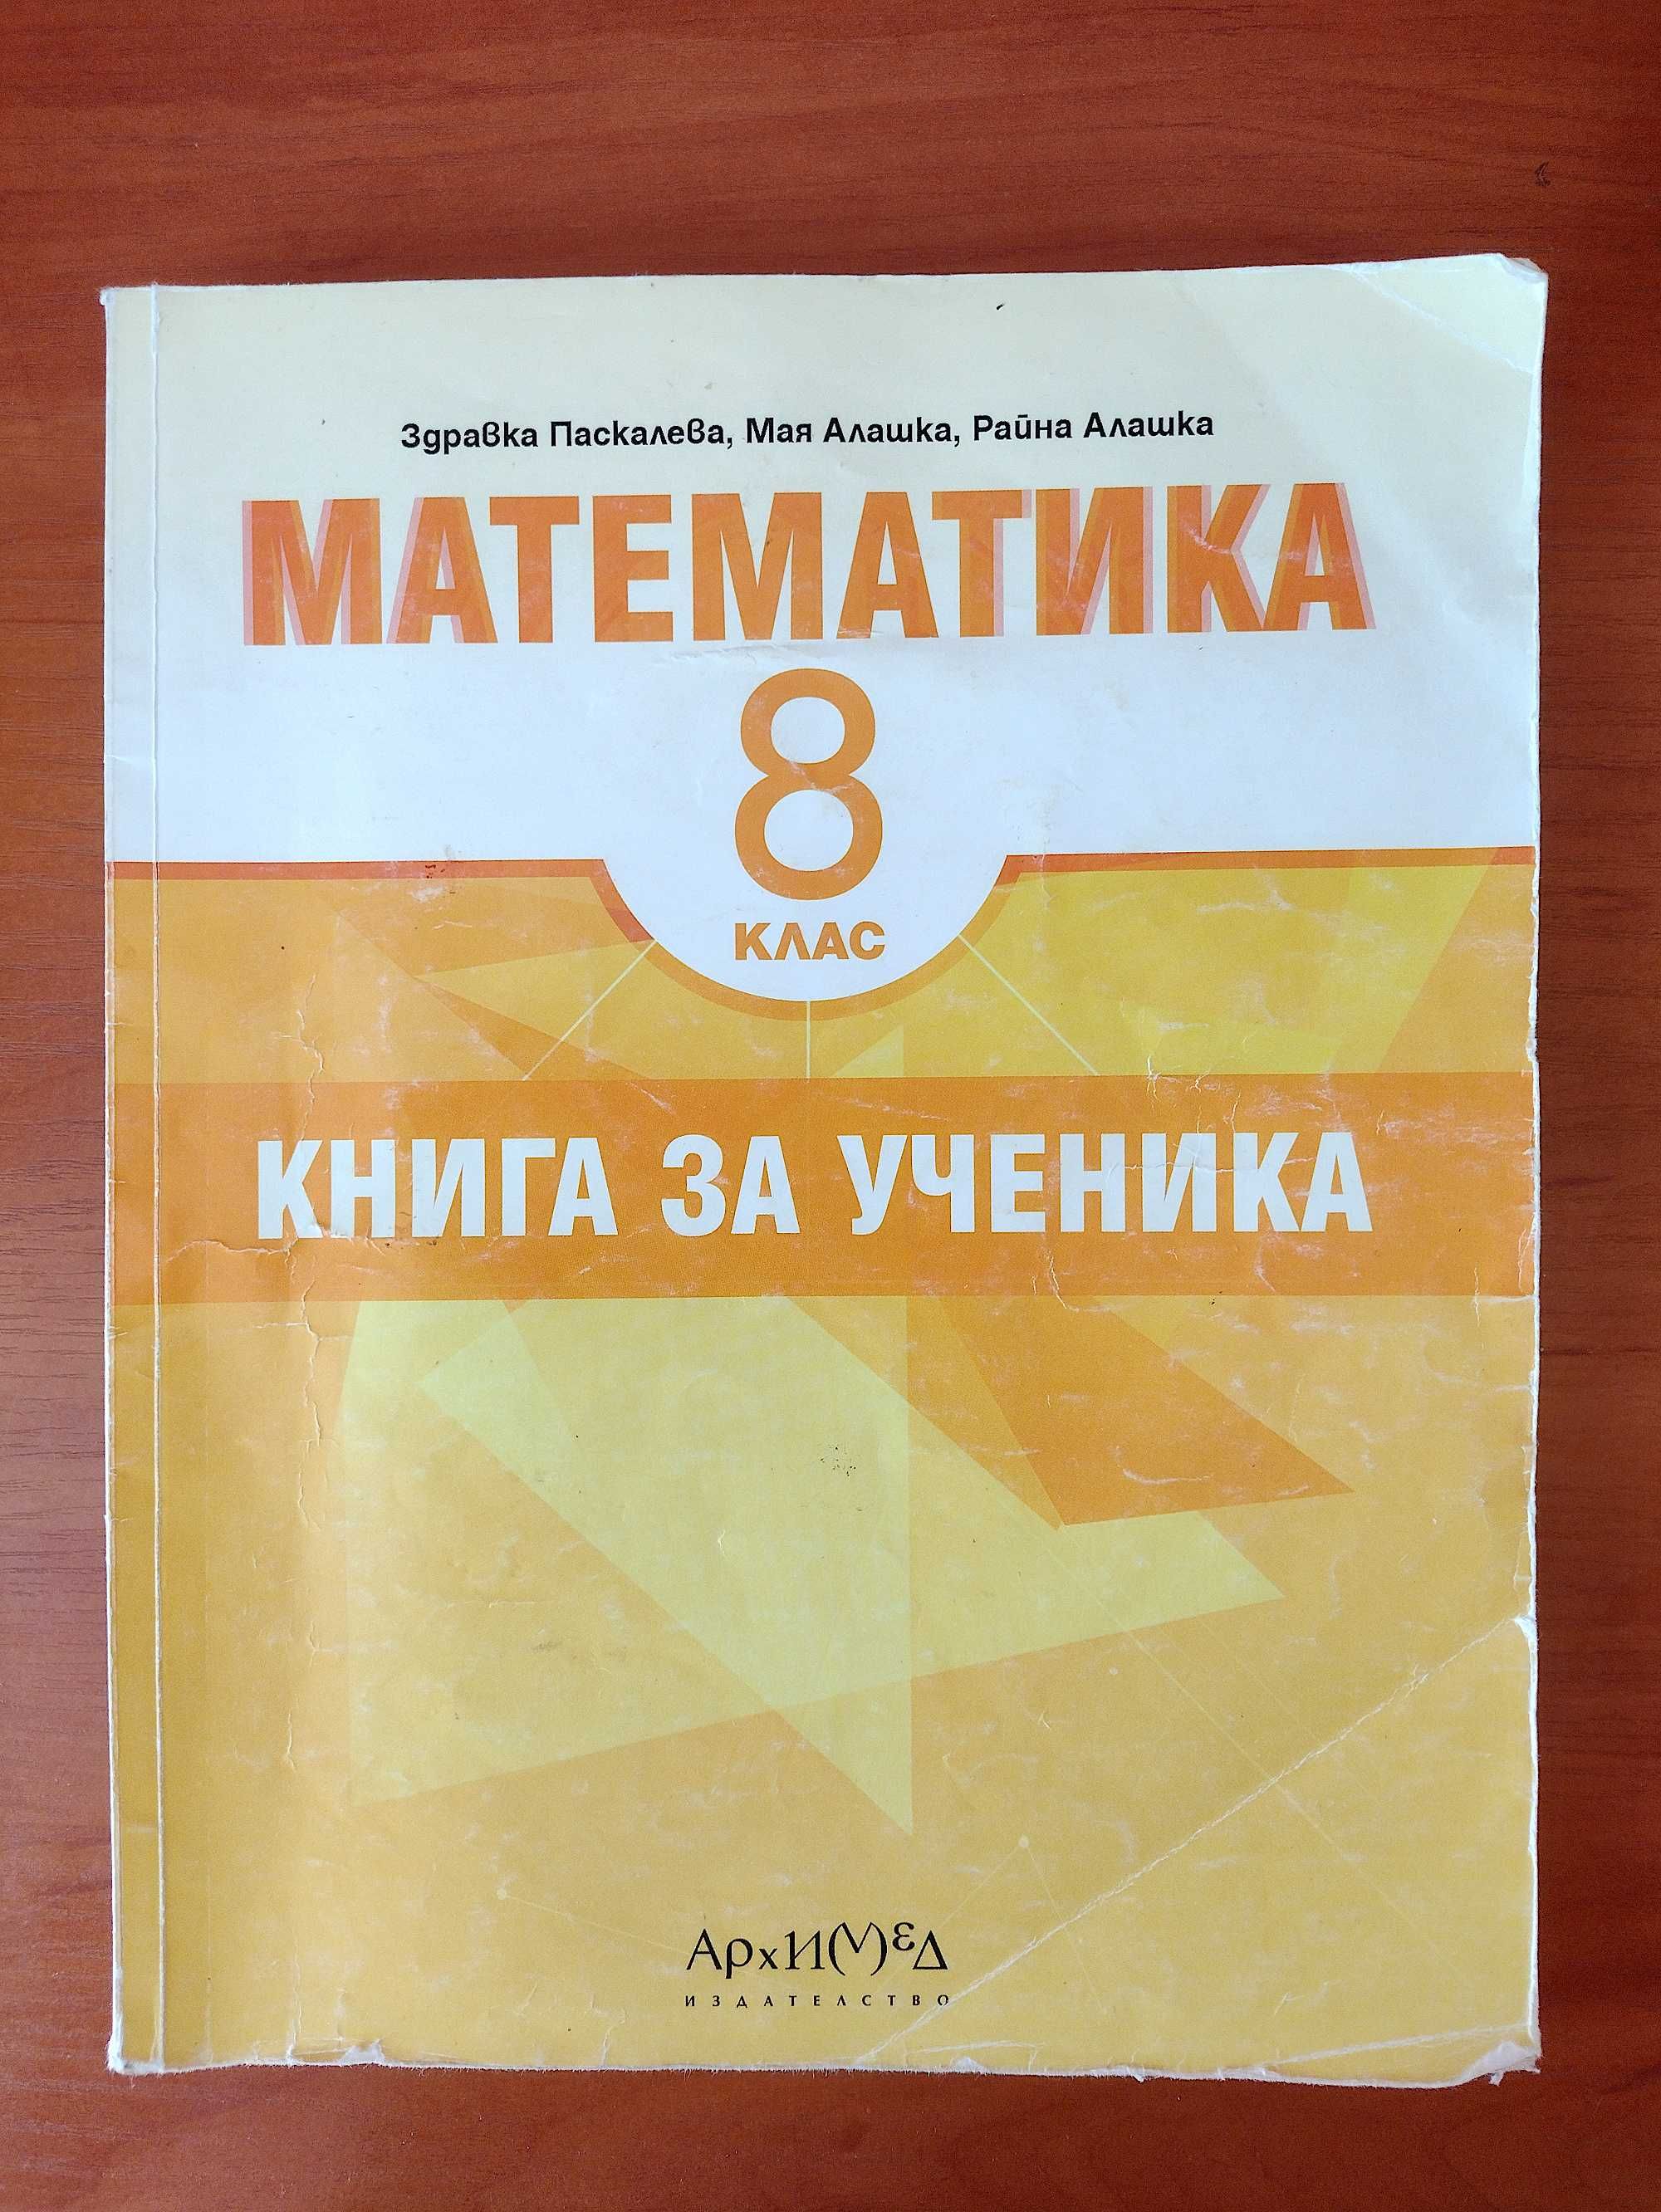 Здравка Паскалева, Мая Алашка, Райна Алашка
МАТЕМАТИКА
8
КЛАС
КНИГА ЗА УЧЕНИКА
АрхИМЕД
ИЗДАТЕЛСТВО